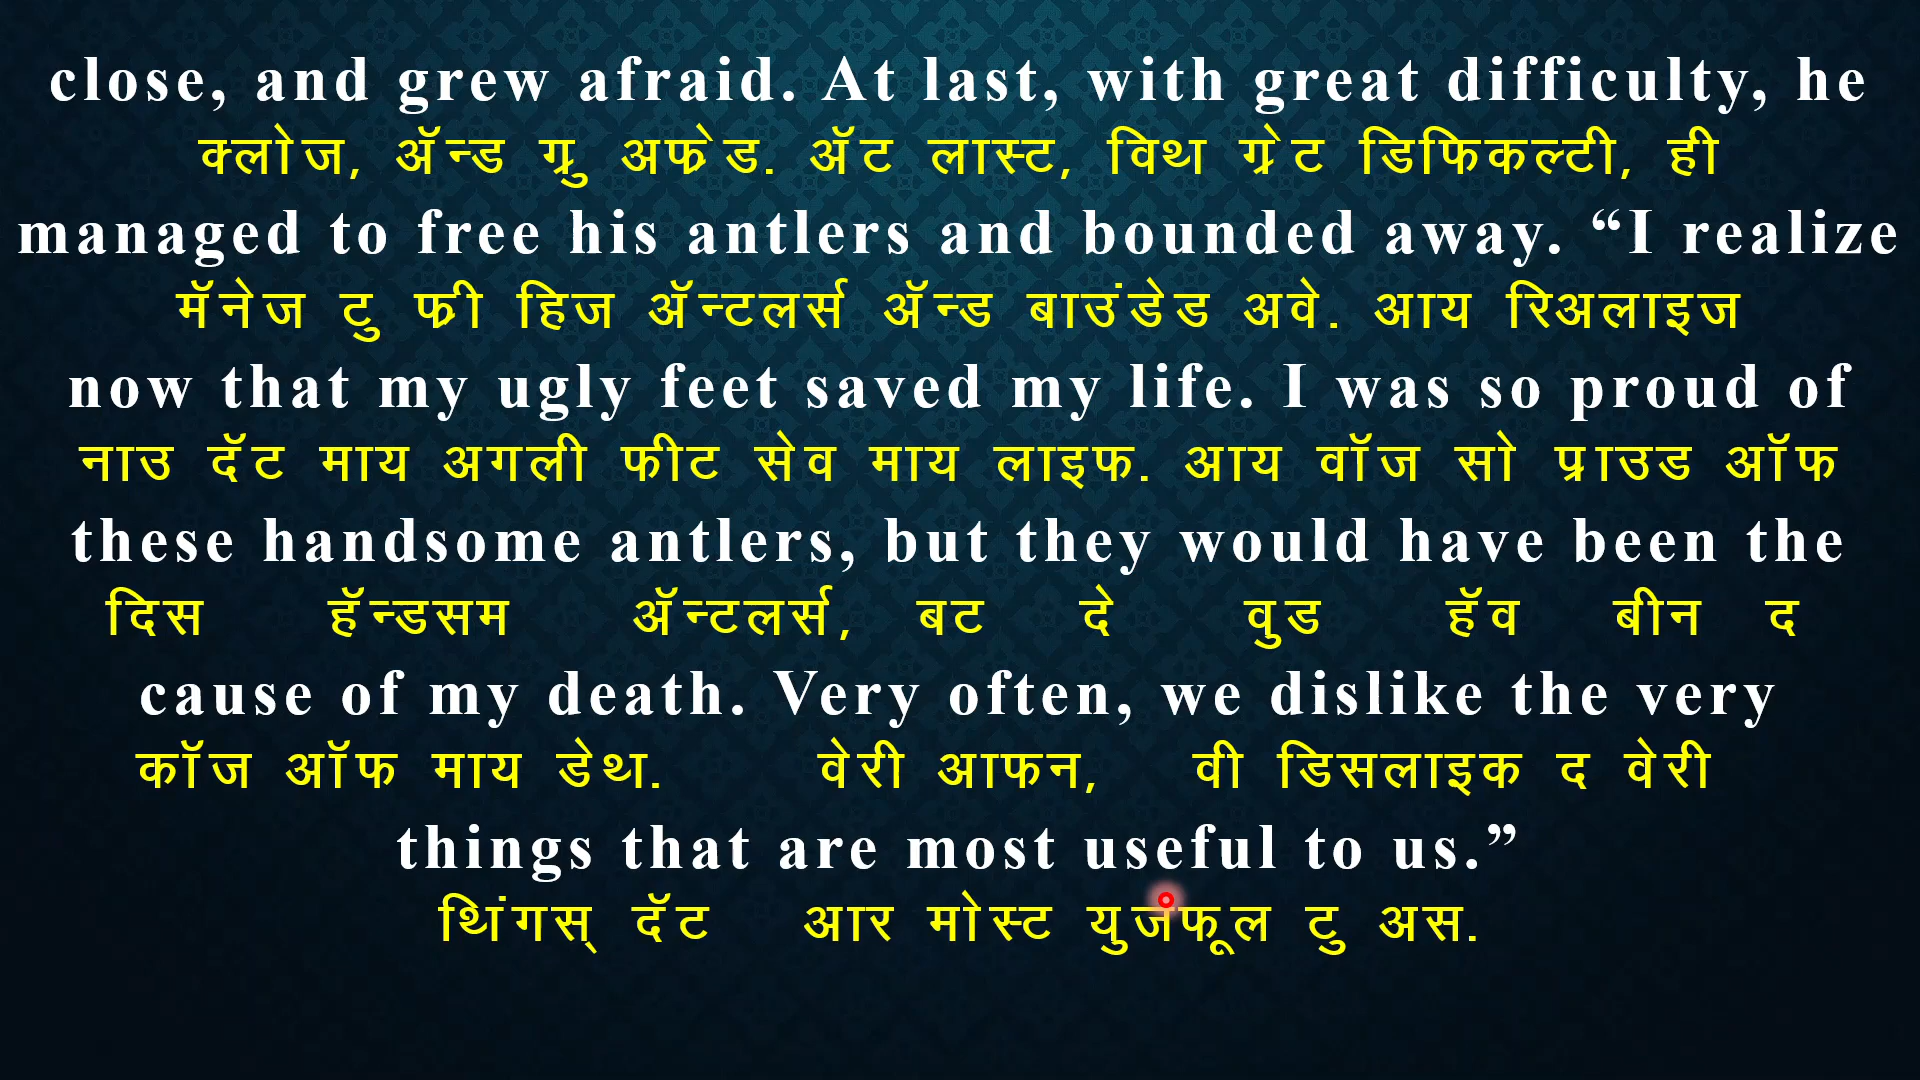 close, and grew afraid. At last, with great difficulty, he
क्लोज, ॲन्ड ग्रु अफ्रेड. ॲट लास्ट, विथ ग्रेट डिफिकल्टी, ही
managed to free his antlers and bounded away. “I realize
मॅनेज टु फ्री हिज ॲन्टलर्स ॲन्ड बाउंडेड अवे. आय रिअलाइज
now that my ugly feet saved my life. I was so proud of
नाउ दॅट माय अगली फीट सेव माय लाइफ. आय वॉज सो प्राउड ऑफ
these handsome antlers, but they would have been the
दिस हॅन्डसम ॲन्टलर्स, बट दे वुड हॅव बीन द
cause of my death. Very often, we dislike the very
कॉज ऑफ माय डेथ. वेरी आफन, वी डिसलाइक द वेरी
things that are most useful to us.”
थिंगस् दॅट आर मोस्ट युजफूल टु अस.